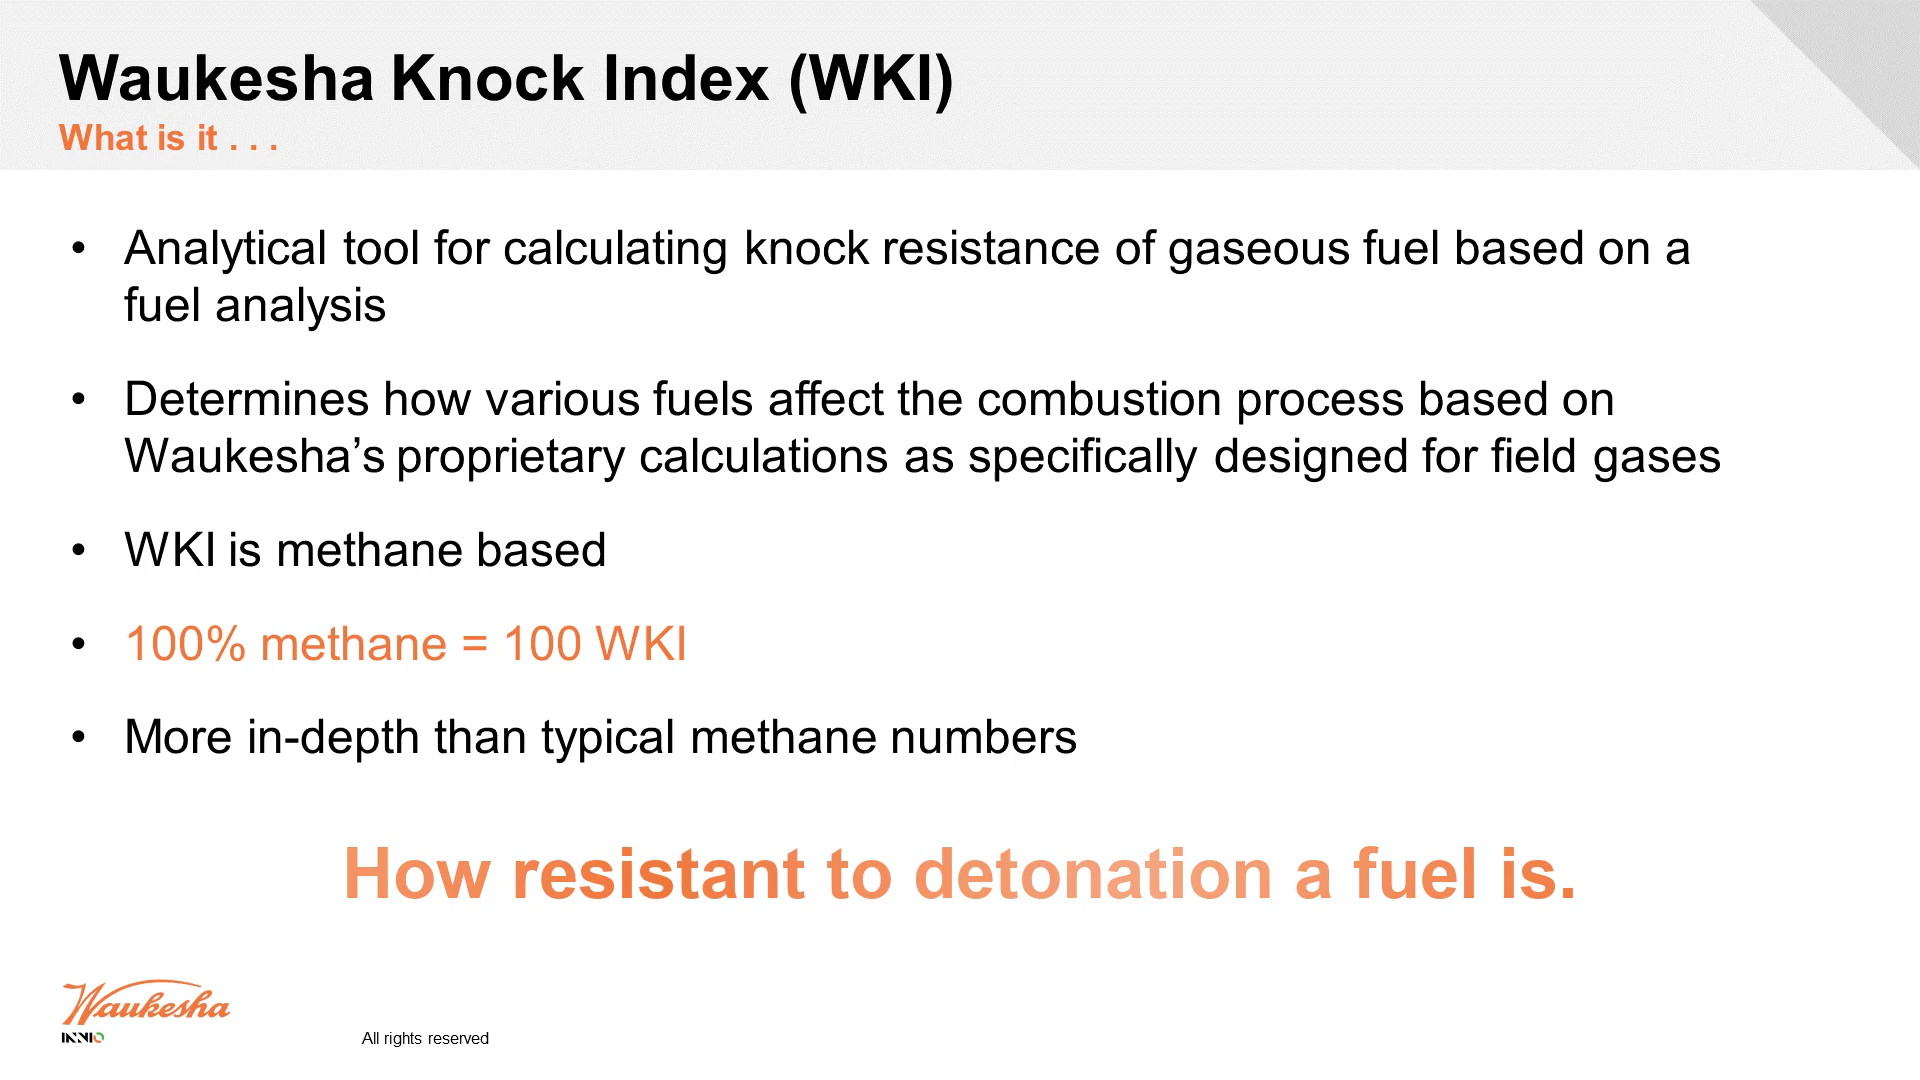 Waukesha Knock Index (WKI)
What is it . . .
• Analytical tool for calculating knock resistance of gaseous fuel based on a
fuel analysis
• Determines how various fuels affect the combustion process based on
Waukesha’s proprietary calculations as specifically designed for field gases
• WKI is methane based
• 100% methane = 100 WKI
• More in-depth than typical methane numbers
How resistant to detonation a fuel is.
Waukesha
INNIO
All rights reserved